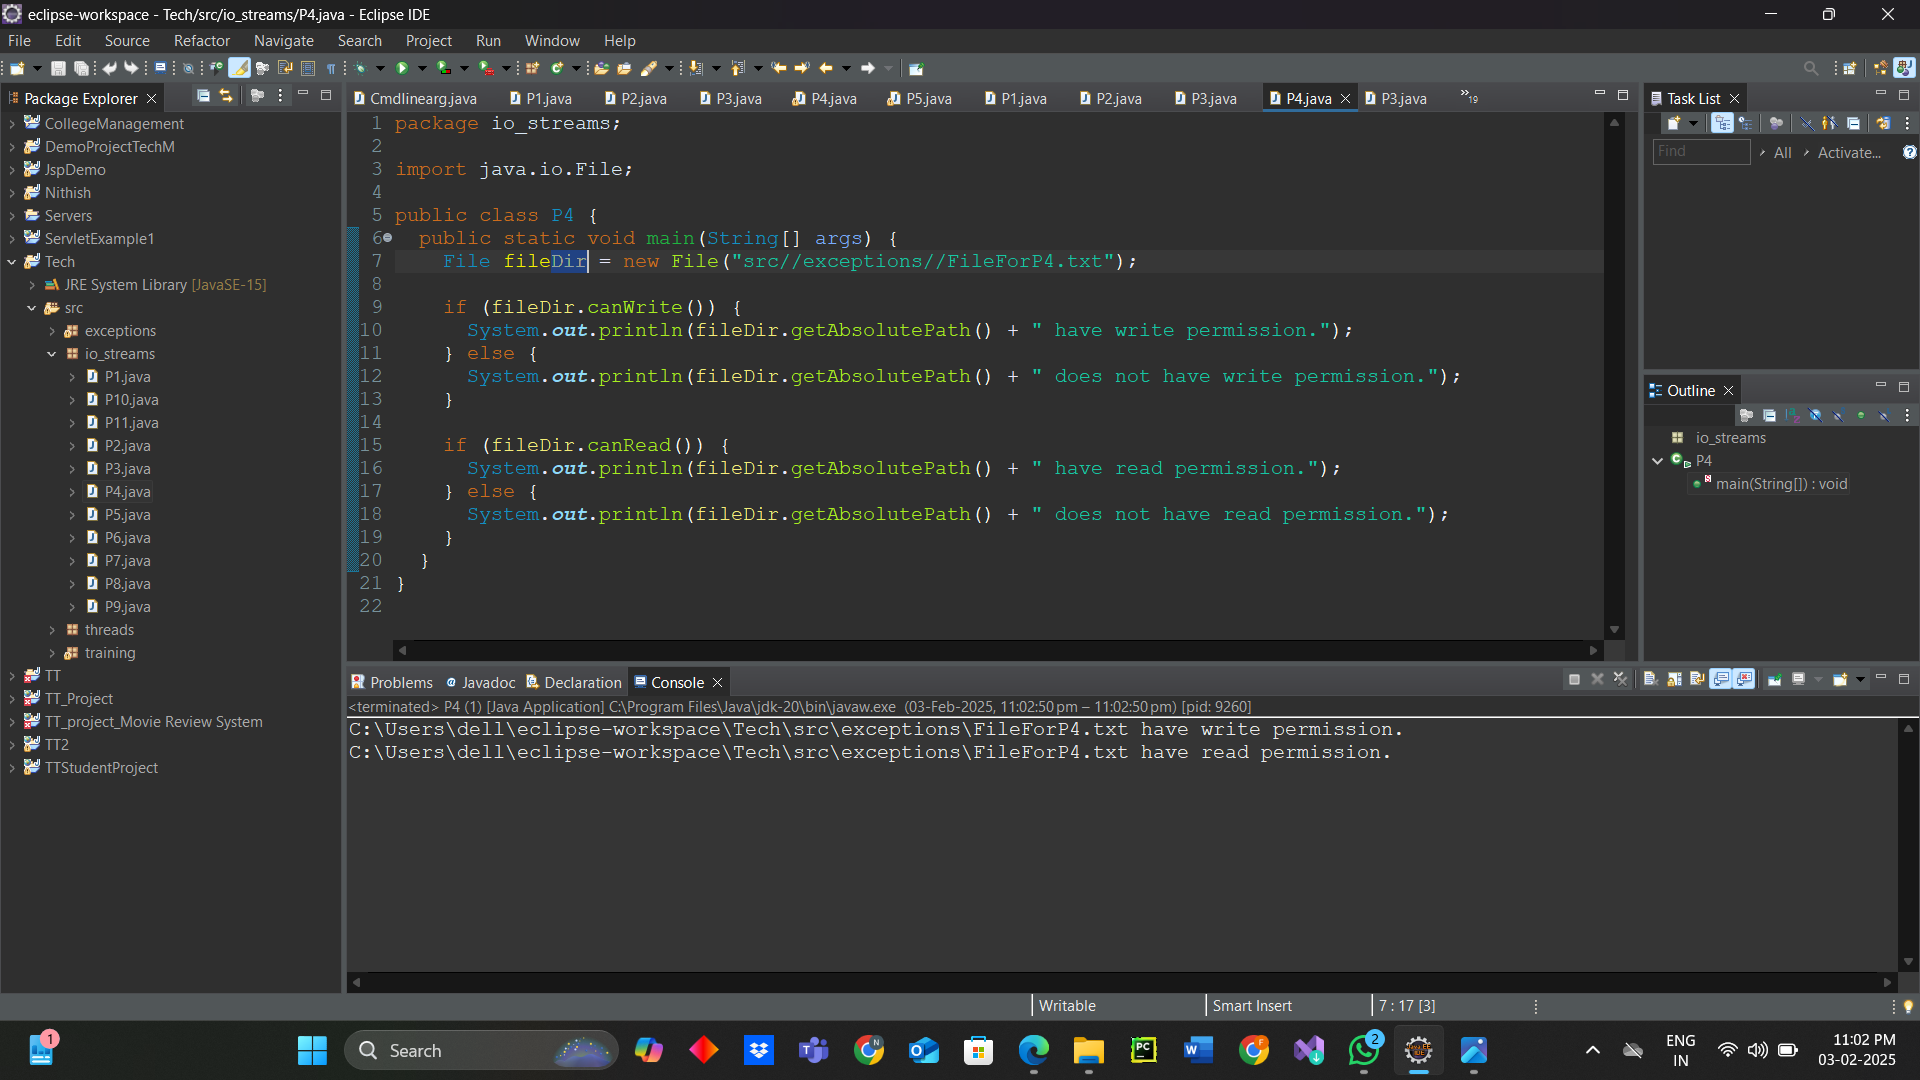 eclipse-workspace - Tech/src/io_streams/P4.java - Eclipse IDE
File Edit Source Refactor Navigate Search Project Run Window Help
Package Explorer
CollegeManagement
DemoProjectTechM
JspDemo
Nithish
Servers
ServletExample1
Tech
JRE System Library [JavaSE-15]
src
exceptions
io_streams
P1.java
P10.java
P11.java
P2.java
P3.java
P4.java
P5.java
P6.java
P7.java
P8.java
P9.java
threads
training
TT
TT_Project
TT_project_Movie Review System
TT2
TTStudentProject
Cmdlinearg.java P1.java P2.java P3.java P4.java P5.java P1.java P2.java P3.java P4.java P3.java »19
1 package io_streams;
2
3 import java.io.File;
4
5 public class P4 {
6 public static void main(String[] args) {
7 File fileDir = new File("src//exceptions//FileForP4.txt");
8
9 if (fileDir.canWrite()) {
10 System.out.println(fileDir.getAbsolutePath() + " have write permission.");
11 } else {
12 System.out.println(fileDir.getAbsolutePath() + " does not have write permission.");
13 }
14
15 if (fileDir.canRead()) {
16 System.out.println(fileDir.getAbsolutePath() + " have read permission.");
17 } else {
18 System.out.println(fileDir.getAbsolutePath() + " does not have read permission.");
19 }
20 }
21 }
22
Task List
Find All Activate...
Outline
io_streams
P4
main(String[]) : void
Problems Javadoc Declaration Console
<terminated> P4 (1) [Java Application] C:\Program Files\Java\jdk-20\bin\javaw.exe (03-Feb-2025, 11:02:50 pm – 11:02:50 pm) [pid: 9260]
C:\Users\dell\eclipse-workspace\Tech\src\exceptions\FileForP4.txt have write permission.
C:\Users\dell\eclipse-workspace\Tech\src\exceptions\FileForP4.txt have read permission.
Writable Smart Insert 7 : 17 [3]
1
Search
2
ENG
IN
11:02 PM
03-02-2025